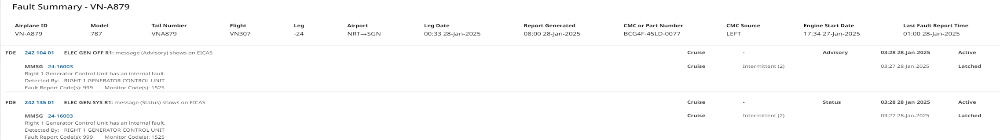 Fault Summary - VN-A879
Airplane ID Model Tail Number Flight Leg Airport Leg Date Report Generated CMC or Part Number CMC Source Engine Start Date Last Fault Report Time
VN-A879 787 VNA879 VN307 -24 NRT→SGN 00:33 28-Jan-2025 08:00 28-Jan-2025 BCG4F-45LD-0077 LEFT 17:34 27-Jan-2025 01:00 28-Jan-2025
FDE 242 104 01 ELEC GEN OFF R1: message (Advisory) shows on EICAS Cruise - Advisory 03:28 28-Jan-2025 Active
MMSG 24-16003 Cruise Intermittent (2) 03:27 28-Jan-2025 Latched
Right 1 Generator Control Unit has an internal fault.
Detected By: RIGHT 1 GENERATOR CONTROL UNIT
Fault Report Code(s): 999 Monitor Code(s): 1525
FDE 242 135 01 ELEC GEN SYS R1: message (Status) shows on EICAS Cruise - Status 03:28 28-Jan-2025 Active
MMSG 24-16003 Cruise Intermittent (2) 03:27 28-Jan-2025 Latched
Right 1 Generator Control Unit has an internal fault.
Detected By: RIGHT 1 GENERATOR CONTROL UNIT
Fault Report Code(s): 999 Monitor Code(s): 1525